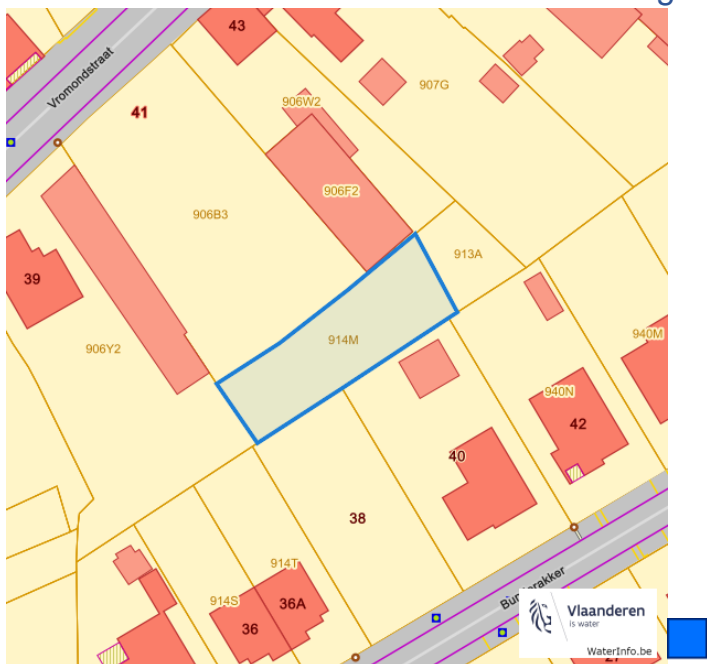 43
Vromondstraat
41
906W2
907G
906F2
906B3
913A
39
914M
906Y2
940M
940N
42
40
38
914T
914S
36A
36
Vlaanderen
is water
WaterInfo.be